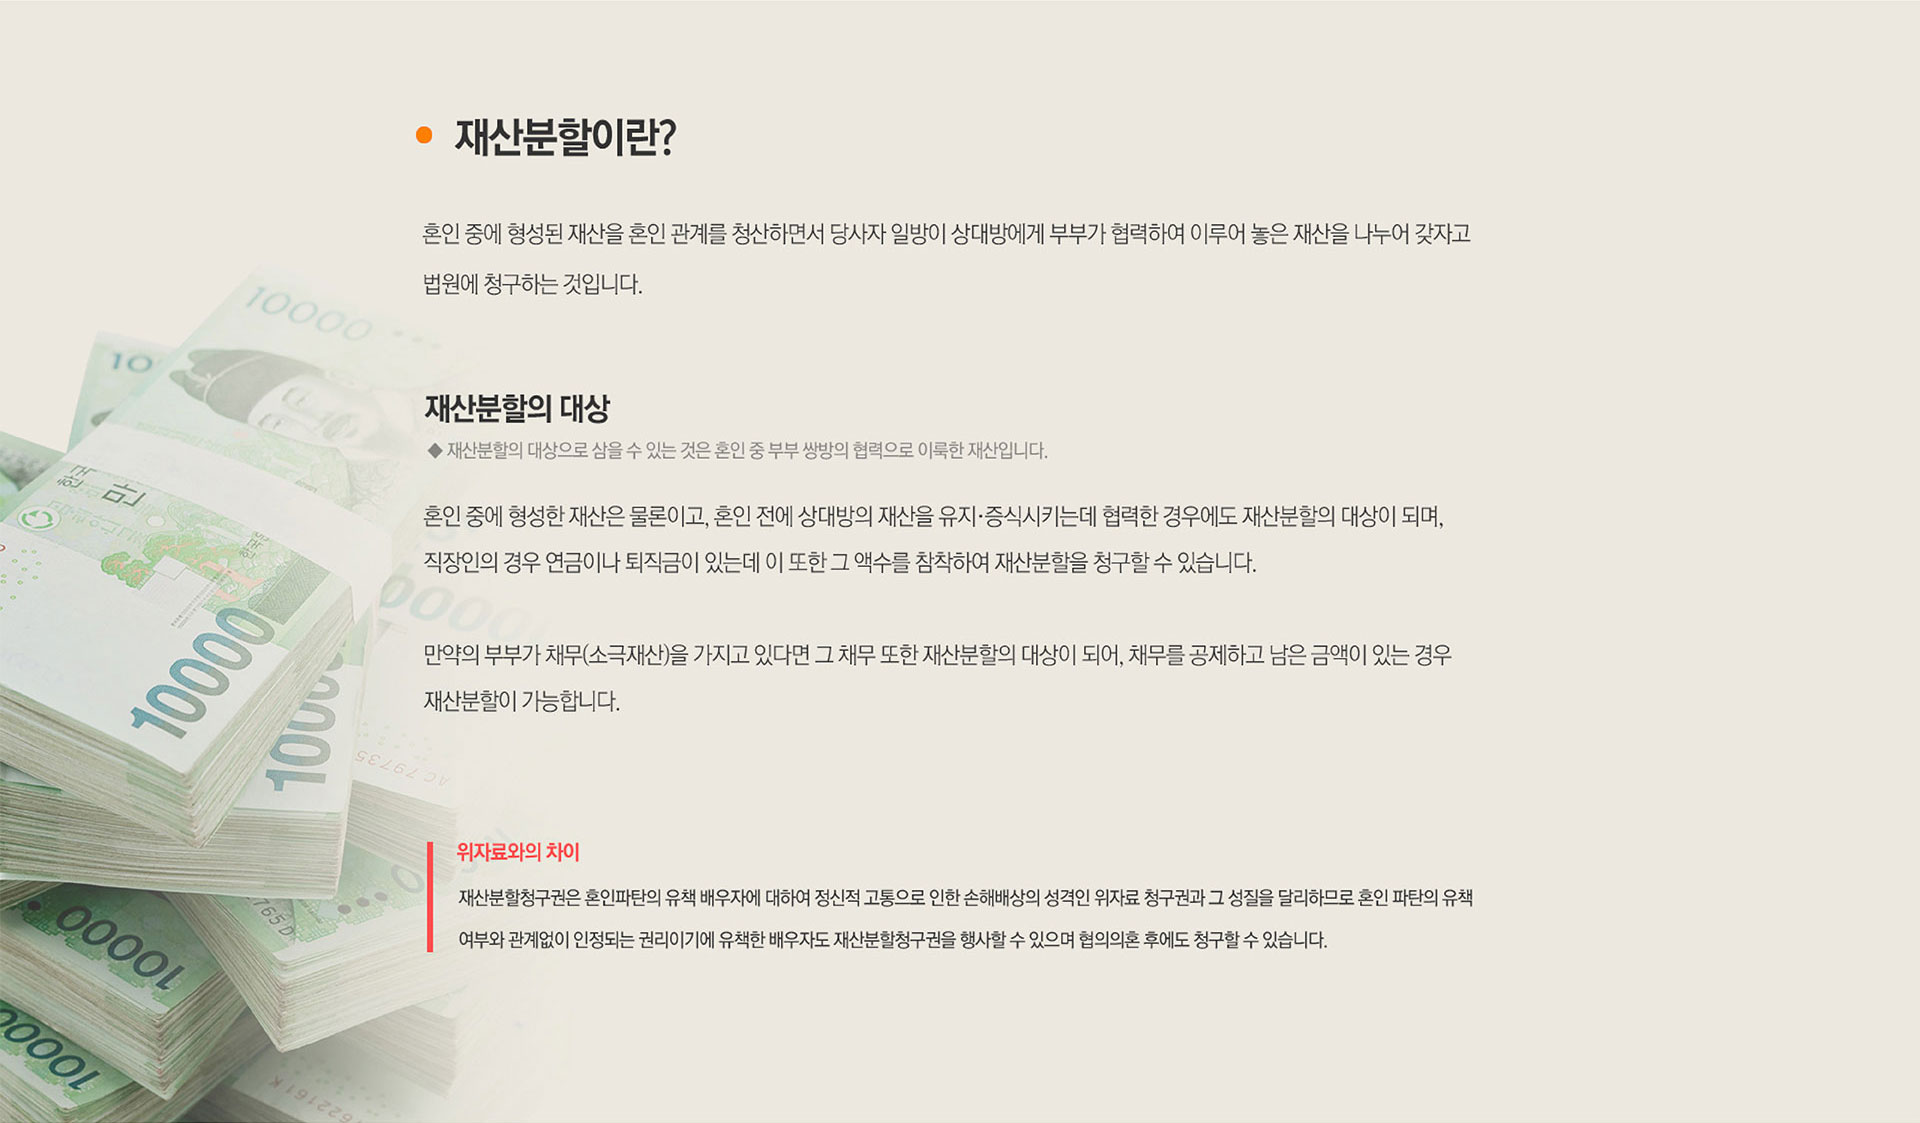 재산분할이란?
혼인 중에 형성된 재산을 혼인 관계를 청산하면서 당사자 일방이 상대방에게 부부가 협력하여 이루어 놓은 재산을 나누어 갖자고
법원에 청구하는 것입니다.
재산분할의 대상
◆ 재산분할의 대상으로 삼을 수 있는 것은 혼인 중 부부 쌍방의 협력으로 이룩한 재산입니다.
혼인 중에 형성한 재산은 물론이고, 혼인 전에 상대방의 재산을 유지·증식시키는데 협력한 경우에도 재산분할의 대상이 되며,
직장인의 경우 연금이나 퇴직금이 있는데 이 또한 그 액수를 참착하여 재산분할을 청구할 수 있습니다.
만약의 부부가 채무(소극재산)을 가지고 있다면 그 채무 또한 재산분할의 대상이 되어, 채무를 공제하고 남은 금액이 있는 경우
재산분할이 가능합니다.
위자료와의 차이
재산분할청구권은 혼인파탄의 유책 배우자에 대하여 정신적 고통으로 인한 손해배상의 성격인 위자료 청구권과 그 성질을 달리하므로 혼인 파탄의 유책
여부와 관계없이 인정되는 권리이기에 유책한 배우자도 재산분할청구권을 행사할 수 있으며 협의의혼 후에도 청구할 수 있습니다.
10000
10000
10000
10000
10000
AC 79735